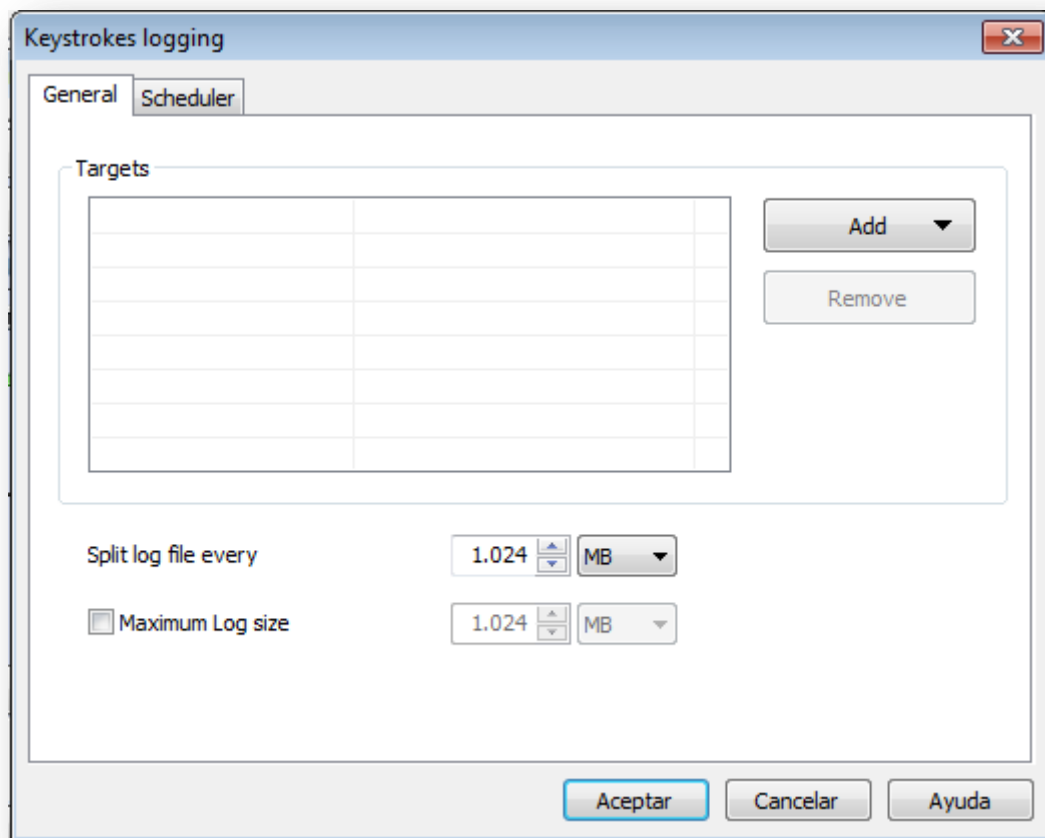 Keystrokes logging
General
Scheduler
Targets
Add
Remove
Split log file every
1.024
MB
Maximum Log size
1.024
MB
Aceptar
Cancelar
Ayuda